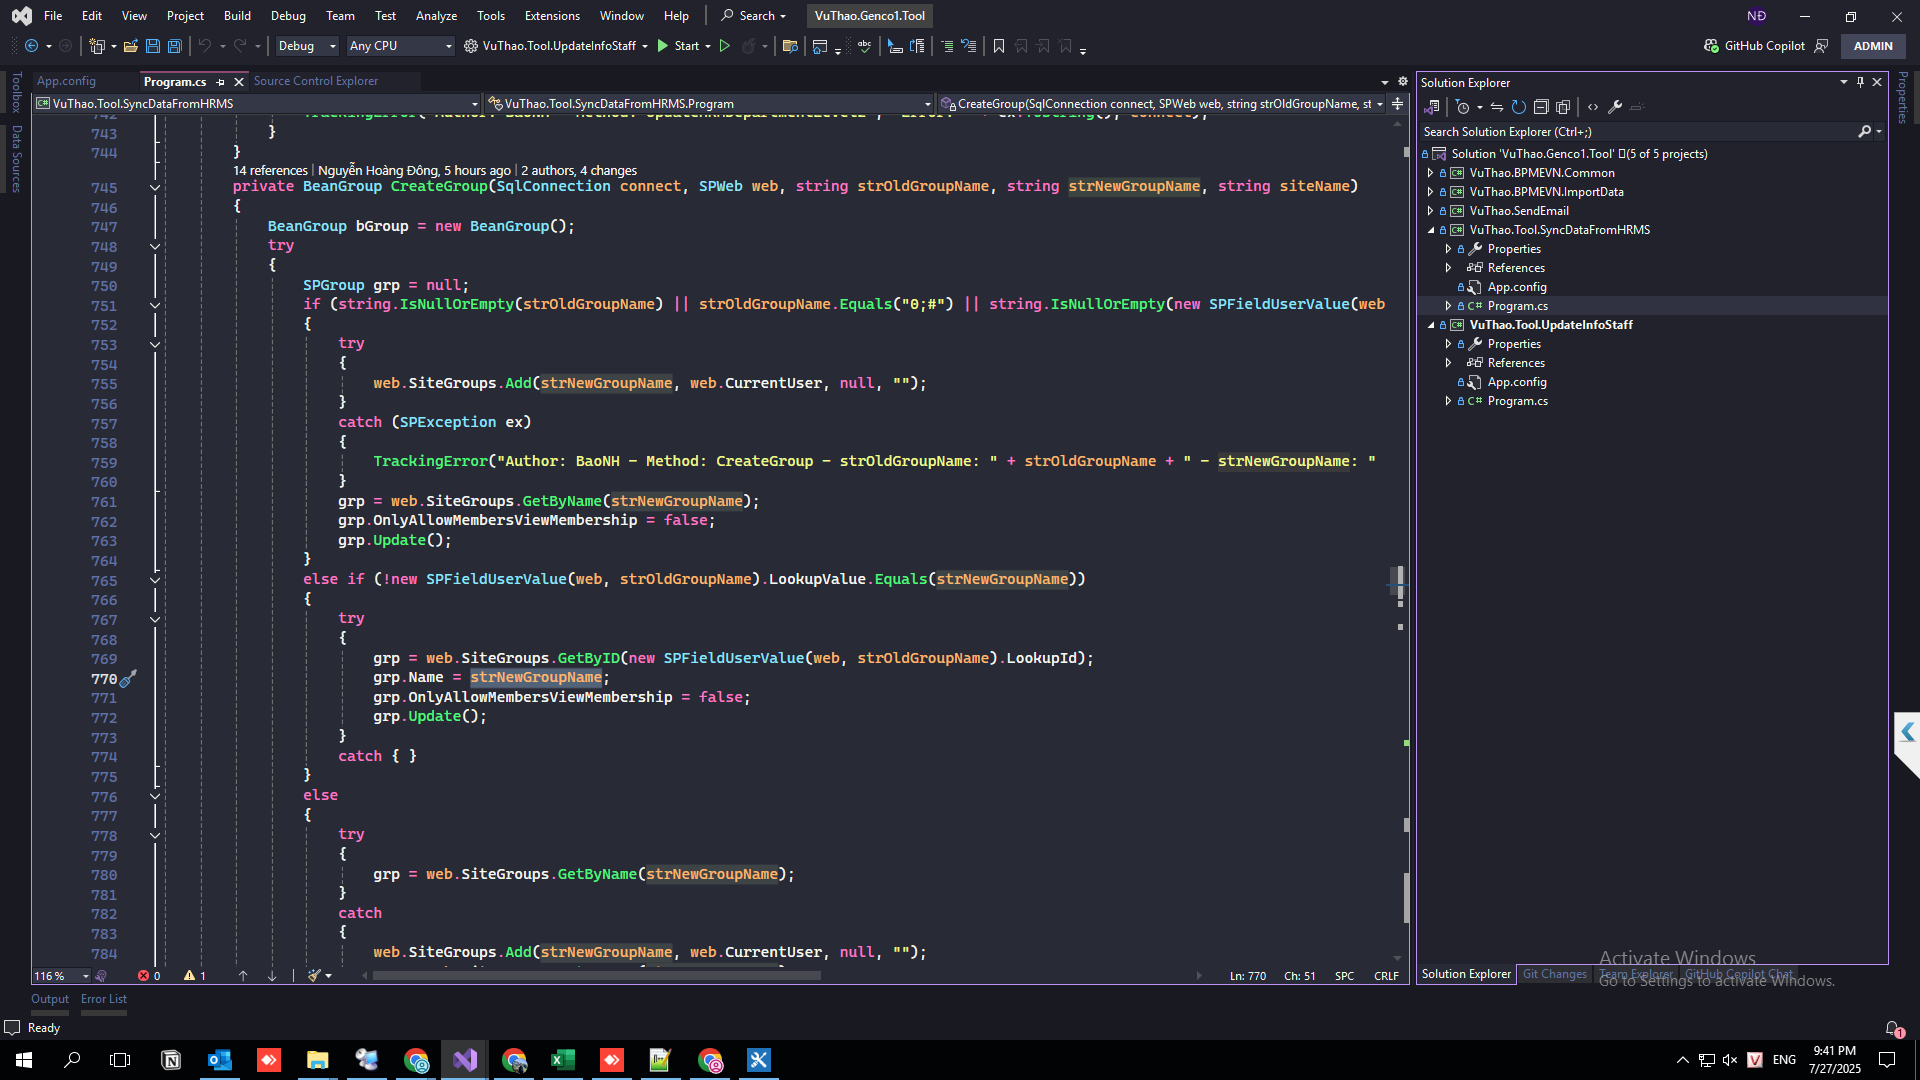 File Edit View Project Build Debug Team Test Analyze Tools Extensions Window Help Search VuThao.Genco1.Tool NĐ
Debug Any CPU VuThao.Tool.UpdateInfoStaff Start GitHub Copilot ADMIN
Toolbox
Data Sources
App.config Program.cs Source Control Explorer
VuThao.Tool.SyncDataFromHRMS VuThao.Tool.SyncDataFromHRMS.Program CreateGroup(SqlConnection connect, SPWeb web, string strOldGroupName, st
743 }
744 }
14 references | Nguyễn Hoàng Đông, 5 hours ago | 2 authors, 4 changes
745 private BeanGroup CreateGroup(SqlConnection connect, SPWeb web, string strOldGroupName, string strNewGroupName, string siteName)
746 {
747 BeanGroup bGroup = new BeanGroup();
748 try
749 {
750 SPGroup grp = null;
751 if (string.IsNullOrEmpty(strOldGroupName) || strOldGroupName.Equals("0;#") || string.IsNullOrEmpty(new SPFieldUserValue(web
752 {
753 try
754 {
755 web.SiteGroups.Add(strNewGroupName, web.CurrentUser, null, "");
756 }
757 catch (SPException ex)
758 {
759 TrackingError("Author: BaoNH - Method: CreateGroup - strOldGroupName: " + strOldGroupName + " - strNewGroupName: "
760 }
761 grp = web.SiteGroups.GetByName(strNewGroupName);
762 grp.OnlyAllowMembersViewMembership = false;
763 grp.Update();
764 }
765 else if (!new SPFieldUserValue(web, strOldGroupName).LookupValue.Equals(strNewGroupName))
766 {
767 try
768 {
769 grp = web.SiteGroups.GetByID(new SPFieldUserValue(web, strOldGroupName).LookupId);
770 grp.Name = strNewGroupName;
771 grp.OnlyAllowMembersViewMembership = false;
772 grp.Update();
773 }
774 catch { }
775 }
776 else
777 {
778 try
779 {
780 grp = web.SiteGroups.GetByName(strNewGroupName);
781 }
782 catch
783 {
784 web.SiteGroups.Add(strNewGroupName, web.CurrentUser, null, "");
116 % 0 1 Ln: 770 Ch: 51 SPC CRLF
Output Error List
Ready
Solution Explorer
Search Solution Explorer (Ctrl+;)
Solution 'VuThao.Genco1.Tool' (5 of 5 projects)
VuThao.BPMEVN.Common
VuThao.BPMEVN.ImportData
VuThao.SendEmail
VuThao.Tool.SyncDataFromHRMS
Properties
References
App.config
Program.cs
VuThao.Tool.UpdateInfoStaff
Properties
References
App.config
Program.cs
Solution Explorer Git Changes Team Explorer GitHub Copilot Chat
Properties
Activate Windows
Go to Settings to activate Windows.
1
ENG
9:41 PM
7/27/2025